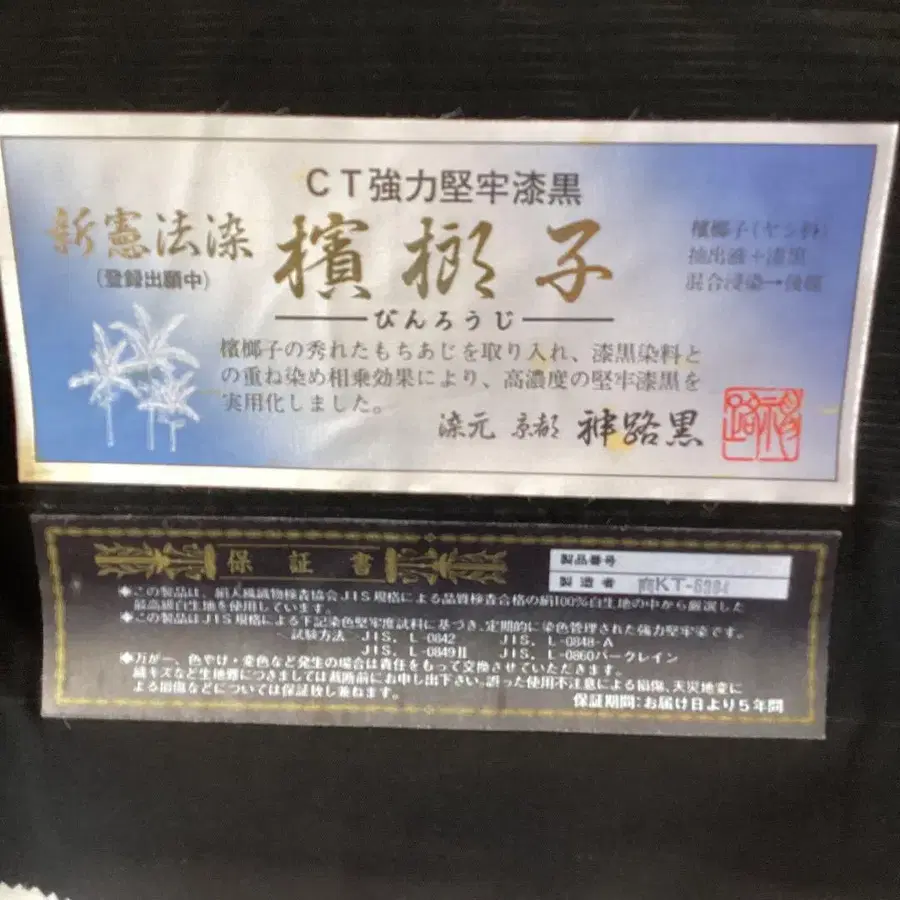 CT強力堅牢漆黒
新憲法染
(登録出願中)
檳榔子
びんろうじ
檳椰子(ヤシ科)
抽出液+漆黒
混合浸染→後媒
檳椰子の秀れたもちあじを取り入れ、漆黒染料と
の重ね染め相乗効果により、高濃度の堅牢漆黒を
実用化しました。
染元 京都 神路黒
保証書
製品番号
製造者 KT-
◆この製品は、絹人繊織物検査協会JIS規格による品質検査合格の絹100%白生地の中から厳選した
最高級白生地を使用しています。
◆この製品はJIS規格による下記染色堅牢度試料に基づき、定期的に染色管理された強力堅牢染です。
〈試験方法〉JIS、L-0842 JIS、L-0848-A
JIS、L-0849Ⅱ JIS、L-0860パークレイン
◆万が一、色やけ・変色など発生の場合は責任をもって交換させていただきます。
織キズなど生地難につきましては裁断前にお申し出下さい。誤った使用不注意による損傷、天災地変に
よる損傷などについては保証致し兼ねます。
保証期間:お届け日より5年間